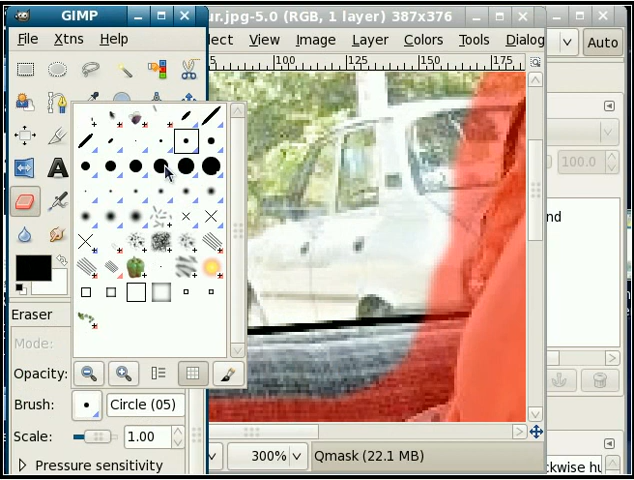 GIMP
ur.jpg-5.0 (RGB, 1 layer) 387x376
File Xtns Help
lect View Image Layer Colors Tools Dialog
Auto
75 100 125 150 175
100.0
nd
Eraser
Mode:
Opacity:
Brush: Circle (05)
Scale: 1.00
Pressure sensitivity
300% Qmask (22.1 MB)
ckwise hu